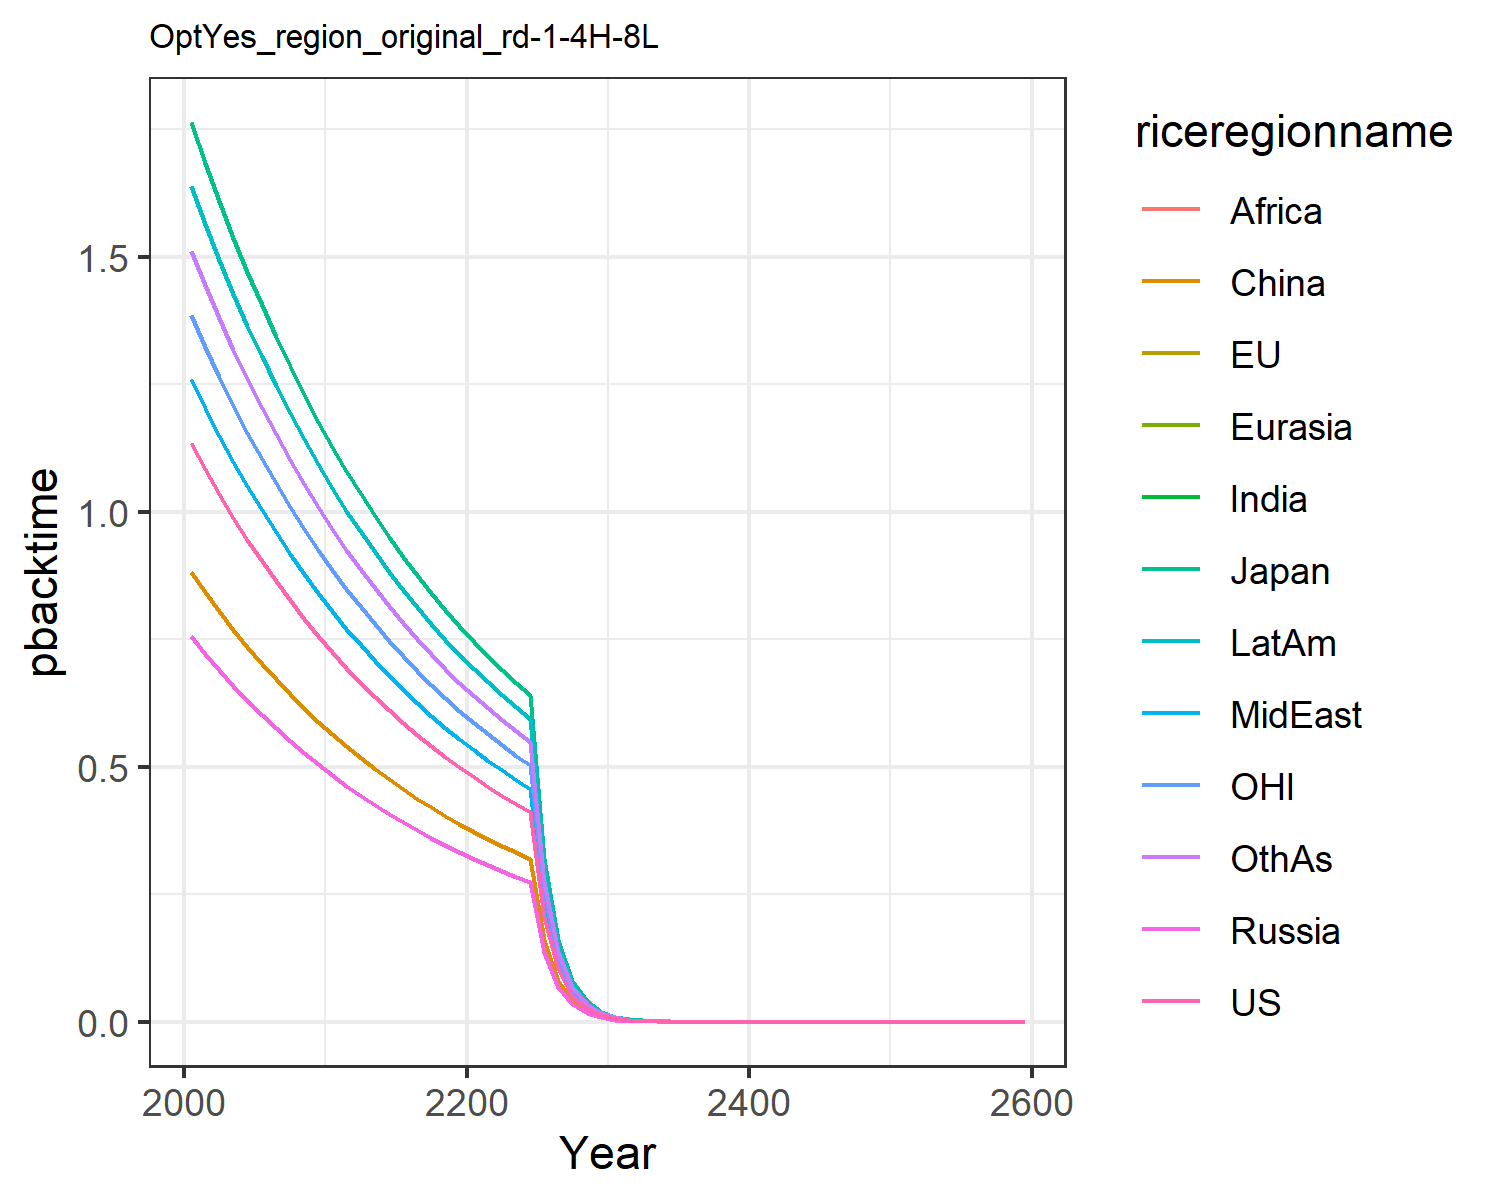 OptYes_region_original_rd-1-4H-8L
pbacktime
1.5
1.0
0.5
0.0
2000
2200
2400
2600
Year
riceregionname
Africa
China
EU
Eurasia
India
Japan
LatAm
MidEast
OHI
OthAs
Russia
US